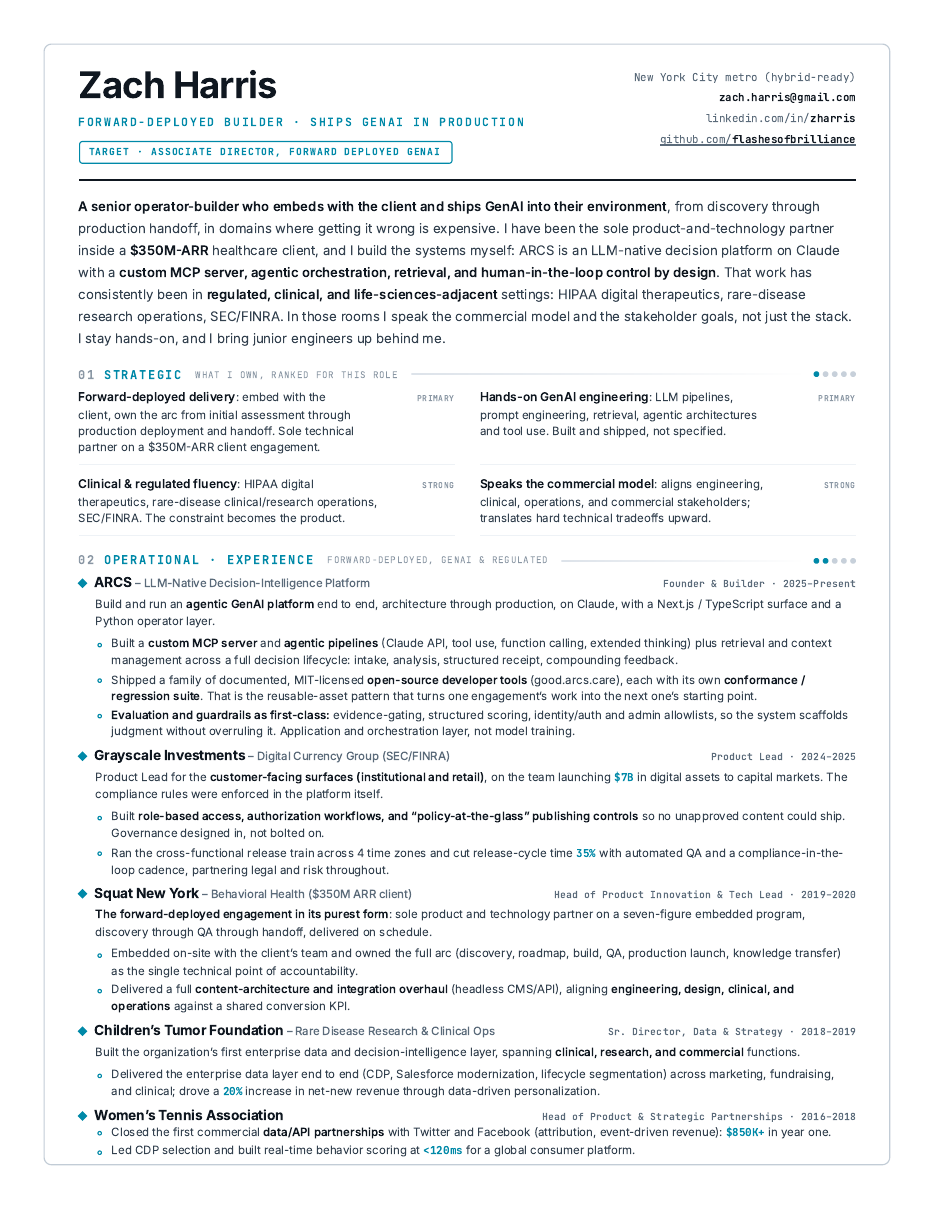 Zach Harris
FORWARD-DEPLOYED BUILDER · SHIPS GENAI IN PRODUCTION
TARGET · ASSOCIATE DIRECTOR, FORWARD DEPLOYED GENAI
New York City metro (hybrid-ready)
zach.harris@gmail.com
linkedin.com/in/zharris
github.com/flashesofbrilliance
A senior operator-builder who embeds with the client and ships GenAI into their environment, from discovery through
production handoff, in domains where getting it wrong is expensive. I have been the sole product-and-technology partner
inside a $350M-ARR healthcare client, and I build the systems myself: ARCS is an LLM-native decision platform on Claude
with a custom MCP server, agentic orchestration, retrieval, and human-in-the-loop control by design. That work has
consistently been in regulated, clinical, and life-sciences-adjacent settings: HIPAA digital therapeutics, rare-disease
research operations, SEC/FINRA. In those rooms I speak the commercial model and the stakeholder goals, not just the stack.
I stay hands-on, and I bring junior engineers up behind me.
01 STRATEGIC WHAT I OWN, RANKED FOR THIS ROLE
Forward-deployed delivery: embed with the PRIMARY
client, own the arc from initial assessment through
production deployment and handoff. Sole technical
partner on a $350M-ARR client engagement.
Hands-on GenAI engineering: LLM pipelines, PRIMARY
prompt engineering, retrieval, agentic architectures
and tool use. Built and shipped, not specified.
Clinical & regulated fluency: HIPAA digital STRONG
therapeutics, rare-disease clinical/research operations,
SEC/FINRA. The constraint becomes the product.
Speaks the commercial model: aligns engineering, STRONG
clinical, operations, and commercial stakeholders;
translates hard technical tradeoffs upward.
02 OPERATIONAL · EXPERIENCE FORWARD-DEPLOYED, GENAI & REGULATED
ARCS – LLM-Native Decision-Intelligence Platform Founder & Builder · 2025-Present
Build and run an agentic GenAI platform end to end, architecture through production, on Claude, with a Next.js / TypeScript surface and a
Python operator layer.
Built a custom MCP server and agentic pipelines (Claude API, tool use, function calling, extended thinking) plus retrieval and context
management across a full decision lifecycle: intake, analysis, structured receipt, compounding feedback.
Shipped a family of documented, MIT-licensed open-source developer tools (good.arcs.care), each with its own conformance /
regression suite. That is the reusable-asset pattern that turns one engagement's work into the next one's starting point.
Evaluation and guardrails as first-class: evidence-gating, structured scoring, identity/auth and admin allowlists, so the system scaffolds
judgment without overruling it. Application and orchestration layer, not model training.
Grayscale Investments – Digital Currency Group (SEC/FINRA) Product Lead · 2024-2025
Product Lead for the customer-facing surfaces (institutional and retail), on the team launching $7B in digital assets to capital markets. The
compliance rules were enforced in the platform itself.
Built role-based access, authorization workflows, and “policy-at-the-glass” publishing controls so no unapproved content could ship.
Governance designed in, not bolted on.
Ran the cross-functional release train across 4 time zones and cut release-cycle time 35% with automated QA and a compliance-in-the-
loop cadence, partnering legal and risk throughout.
Squat New York – Behavioral Health ($350M ARR client) Head of Product Innovation & Tech Lead · 2019-2020
The forward-deployed engagement in its purest form: sole product and technology partner on a seven-figure embedded program,
discovery through QA through handoff, delivered on schedule.
Embedded on-site with the client's team and owned the full arc (discovery, roadmap, build, QA, production launch, knowledge transfer)
as the single technical point of accountability.
Delivered a full content-architecture and integration overhaul (headless CMS/API), aligning engineering, design, clinical, and
operations against a shared conversion KPI.
Children's Tumor Foundation – Rare Disease Research & Clinical Ops Sr. Director, Data & Strategy · 2018-2019
Built the organization's first enterprise data and decision-intelligence layer, spanning clinical, research, and commercial functions.
Delivered the enterprise data layer end to end (CDP, Salesforce modernization, lifecycle segmentation) across marketing, fundraising,
and clinical; drove a 20% increase in net-new revenue through data-driven personalization.
Women's Tennis Association Head of Product & Strategic Partnerships · 2016-2018
Closed the first commercial data/API partnerships with Twitter and Facebook (attribution, event-driven revenue): $850K+ in year one.
Led CDP selection and built real-time behavior scoring at <120ms for a global consumer platform.